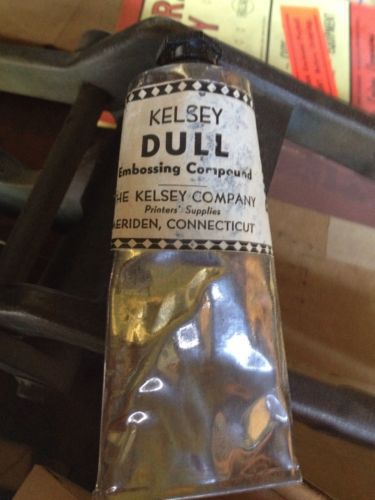 KELSEY
DULL
Embossing Compound
THE KELSEY COMPANY
Printers' Supplies
MERIDEN, CONNECTICUT